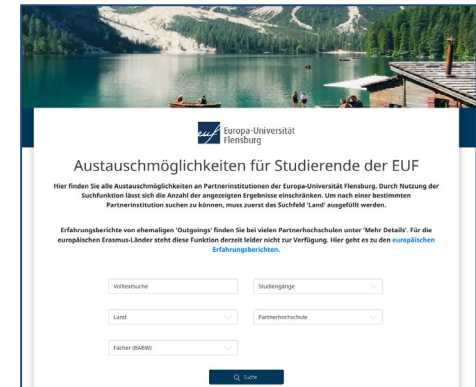 euf Europa-Universität
Flensburg
Austauschmöglichkeiten für Studierende der EUF
Hier finden Sie alle Austauschmöglichkeiten an Partnerinstitutionen der Europa-Universität Flensburg. Durch Nutzung der
Suchfunktion lässt sich die Anzahl der angezeigten Ergebnisse einschränken. Um nach einer bestimmten
Partnerinstitution suchen zu können, muss zuerst das Suchfeld 'Land' ausgefüllt werden.
Erfahrungsberichte von ehemaligen 'Outgoings' finden Sie bei vielen Partnerhochschulen unter 'Mehr Details'. Für die
europäischen Erasmus-Länder steht diese Funktion derzeit leider nicht zur Verfügung. Hier geht es zu den europäischen
Erfahrungsberichten.
Volltextsuche
Studiengänge
Land
Partnerhochschule
Fächer (BABW)
Suche